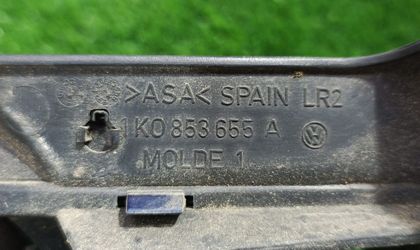 >ASA< SPAIN LR2
1K0 853 655 A
MOLDE 1